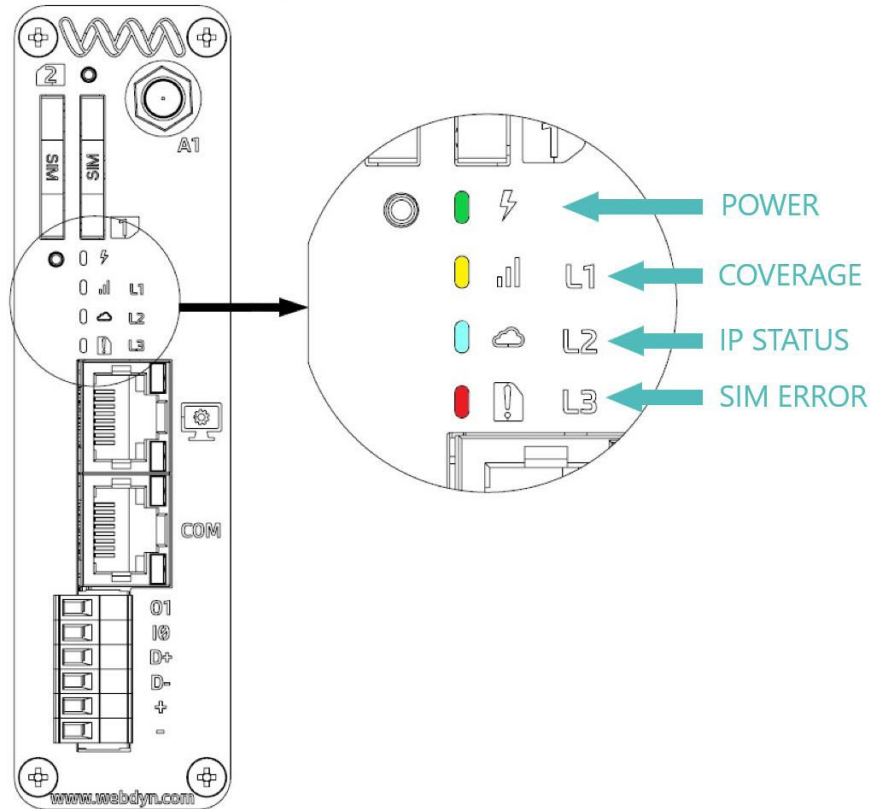 2
A1
SIM
SIM
1
L1
L2
L3
COM
O1
I0
D+
D-
+
-
www.webdyn.com
1
POWER
L1 COVERAGE
L2 IP STATUS
L3 SIM ERROR